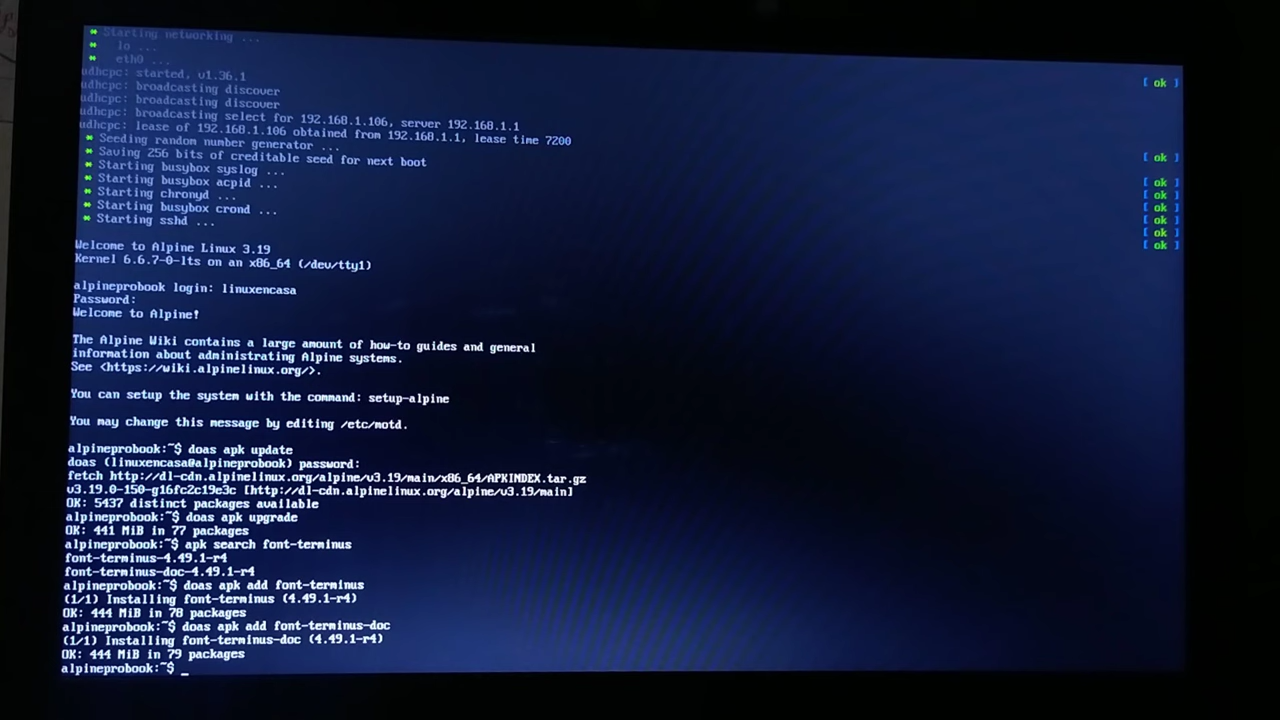 * Starting networking ...
* lo ...
* eth0 ... [ ok ]
udhcpc: started, v1.36.1
udhcpc: broadcasting discover
udhcpc: broadcasting discover
udhcpc: broadcasting select for 192.168.1.106, server 192.168.1.1
udhcpc: lease of 192.168.1.106 obtained from 192.168.1.1, lease time 7200
* Seeding random number generator ...
* Saving 256 bits of creditable seed for next boot [ ok ]
* Starting busybox syslog ... [ ok ]
* Starting busybox acpid ... [ ok ]
* Starting chronyd ... [ ok ]
* Starting busybox crond ... [ ok ]
* Starting sshd ... [ ok ]
[ ok ]
Welcome to Alpine Linux 3.19
Kernel 6.6.7-0-lts on an x86_64 (/dev/tty1)
alpineprobook login: linuxencasa
Password:
Welcome to Alpine!
The Alpine Wiki contains a large amount of how-to guides and general
information about administrating Alpine systems.
See <https://wiki.alpinelinux.org/>.
You can setup the system with the command: setup-alpine
You may change this message by editing /etc/motd.
alpineprobook:~$ doas apk update
doas (linuxencasa@alpineprobook) password:
fetch http://dl-cdn.alpinelinux.org/alpine/v3.19/main/x86_64/APKINDEX.tar.gz
v3.19.0-150-g16fc2c19e3c [http://dl-cdn.alpinelinux.org/alpine/v3.19/main]
OK: 5437 distinct packages available
alpineprobook:~$ doas apk upgrade
OK: 441 MiB in 77 packages
alpineprobook:~$ apk search font-terminus
font-terminus-4.49.1-r4
font-terminus-doc-4.49.1-r4
alpineprobook:~$ doas apk add font-terminus
(1/1) Installing font-terminus (4.49.1-r4)
OK: 444 MiB in 78 packages
alpineprobook:~$ doas apk add font-terminus-doc
(1/1) Installing font-terminus-doc (4.49.1-r4)
OK: 444 MiB in 79 packages
alpineprobook:~$ _